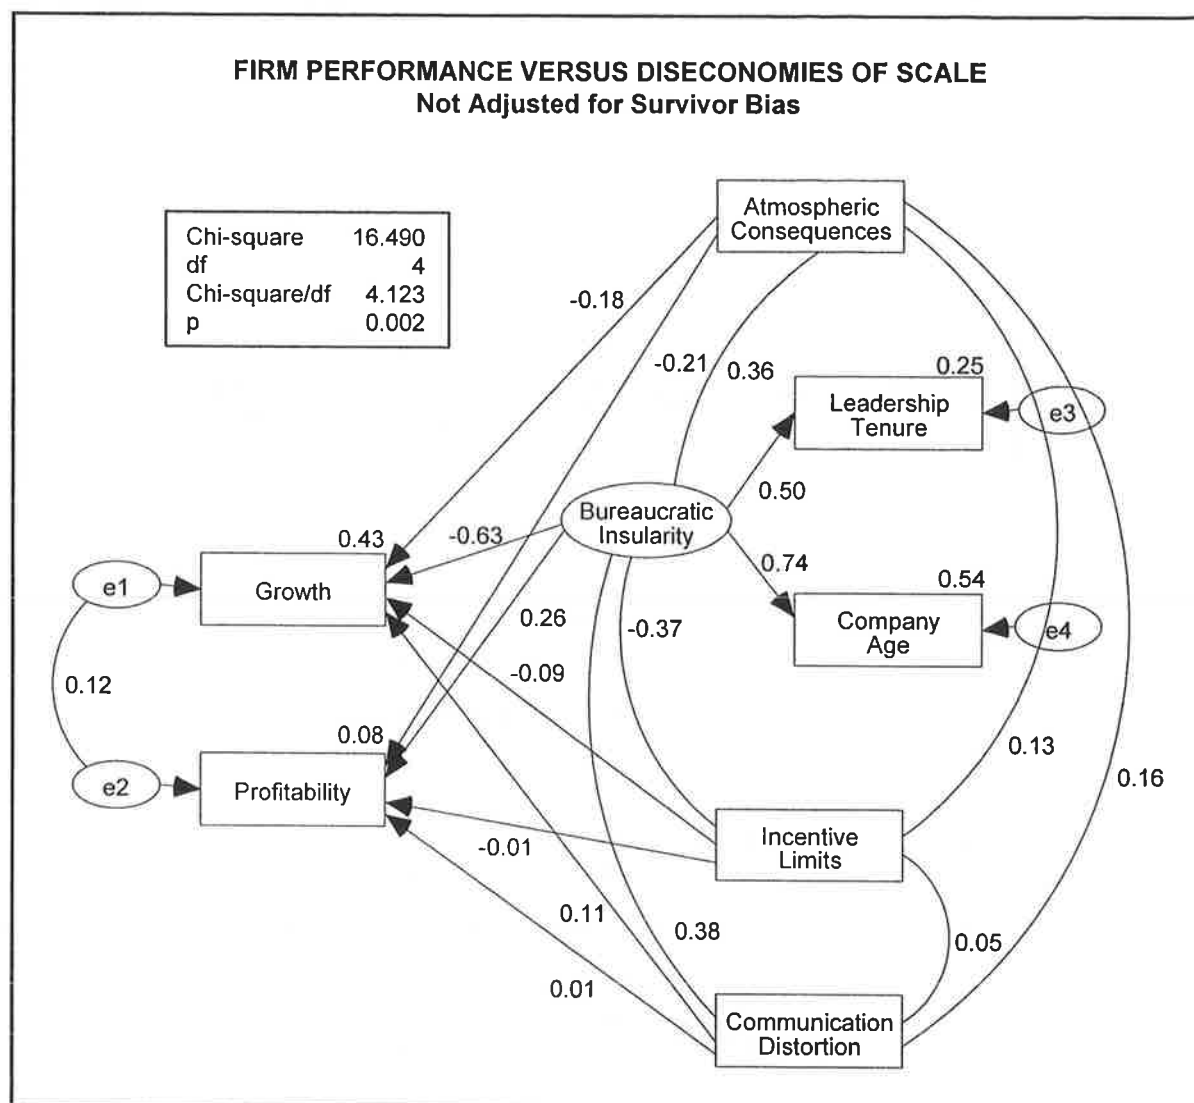 FIRM PERFORMANCE VERSUS DISECONOMIES OF SCALE
Not Adjusted for Survivor Bias
Chi-square 16.490
df 4
Chi-square/df 4.123
p 0.002
Atmospheric
Consequences
-0.18
-0.21
0.36
0.25
Leadership
Tenure
e3
0.50
Bureaucratic
Insularity
-0.63
0.43
e1
Growth
0.74
0.54
Company
Age
e4
0.26
-0.37
-0.09
0.12
0.08
e2
Profitability
0.13
0.16
-0.01
Incentive
Limits
0.11
0.38
0.05
0.01
Communication
Distortion